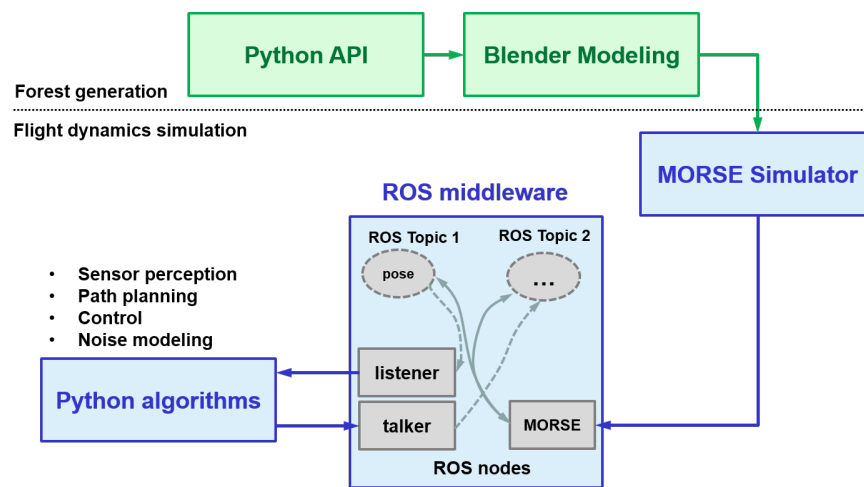 Python API
Blender Modeling
Forest generation
Flight dynamics simulation
MORSE Simulator
ROS middleware
ROS Topic 1
ROS Topic 2
pose
...
• Sensor perception
• Path planning
• Control
• Noise modeling
listener
Python algorithms
talker
MORSE
ROS nodes